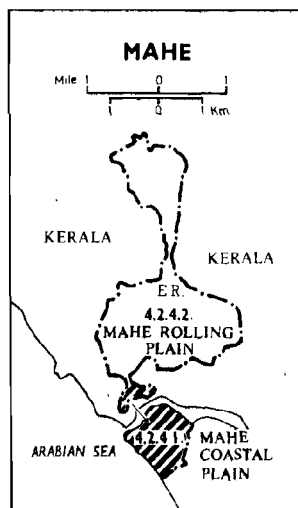 MAHE
Mile 1 0 1
1 0 1 Km
KERALA
KERALA
E.R.
4.2.4.2.
MAHE ROLLING
PLAIN
4.2.4.1.
MAHE
COASTAL
PLAIN
ARABIAN SEA